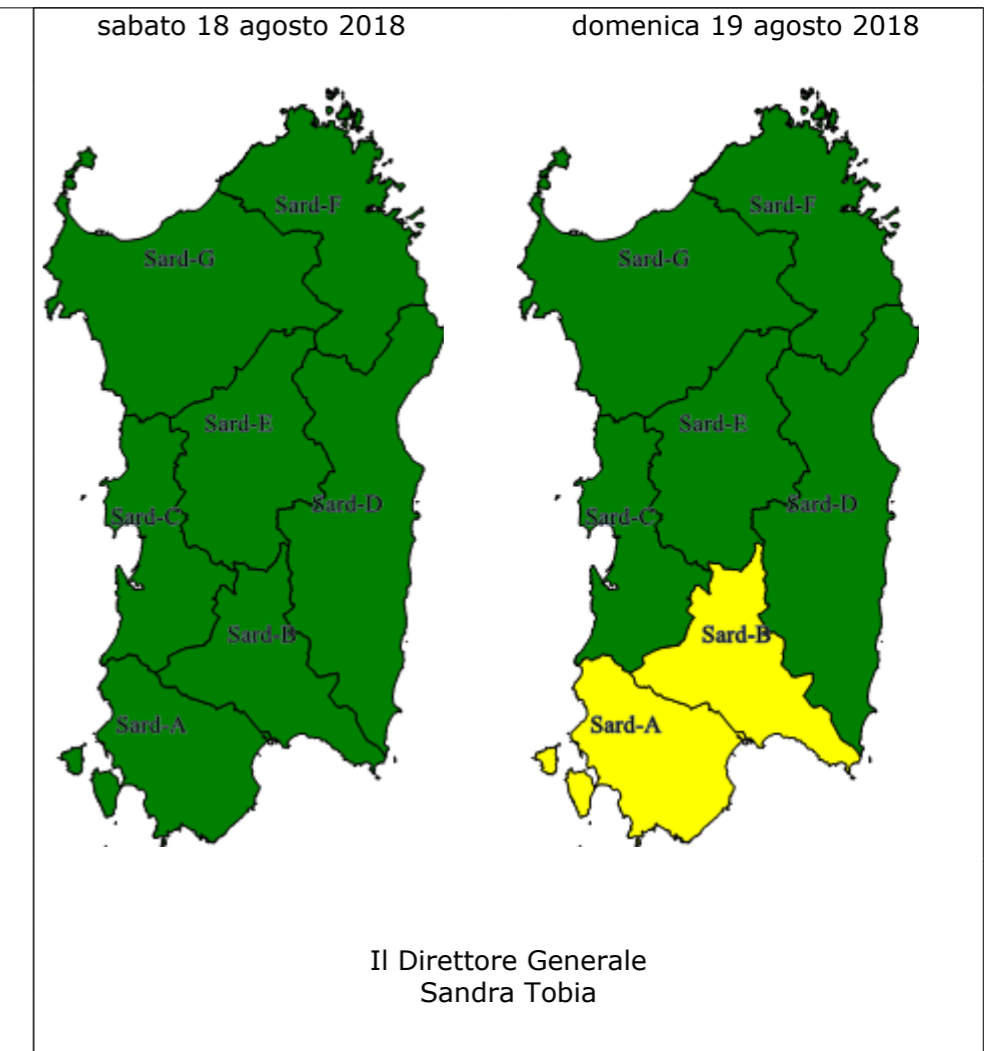 sabato 18 agosto 2018
domenica 19 agosto 2018
Sard-F
Sard-G
Sard-E
Sard-D
Sard-C
Sard-B
Sard-A
Sard-F
Sard-G
Sard-E
Sard-D
Sard-C
Sard-B
Sard-A
Il Direttore Generale
Sandra Tobia